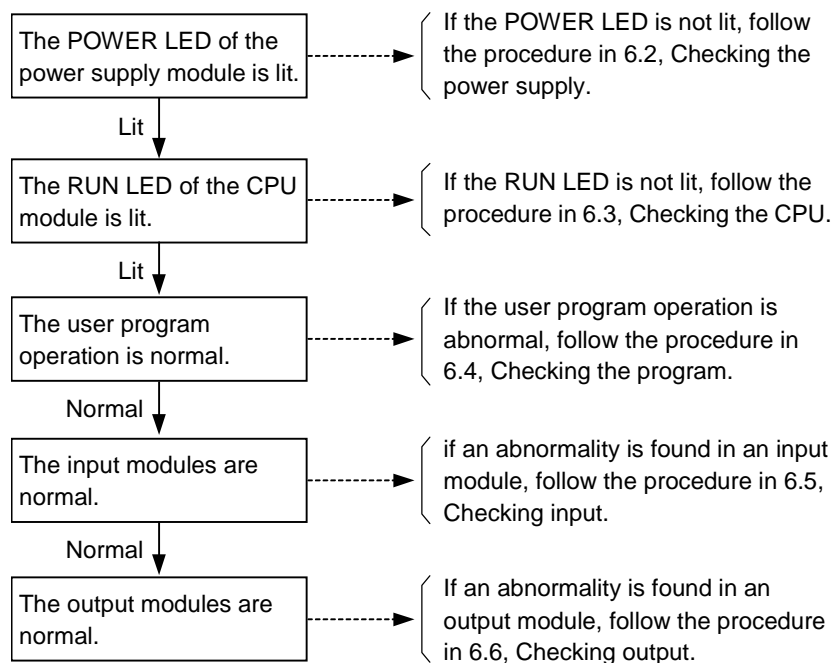 The POWER LED of the
power supply module is lit.
If the POWER LED is not lit, follow
the procedure in 6.2, Checking the
power supply.
Lit
The RUN LED of the CPU
module is lit.
If the RUN LED is not lit, follow the
procedure in 6.3, Checking the CPU.
Lit
The user program
operation is normal.
If the user program operation is
abnormal, follow the procedure in
6.4, Checking the program.
Normal
The input modules are
normal.
if an abnormality is found in an input
module, follow the procedure in 6.5,
Checking input.
Normal
The output modules are
normal.
If an abnormality is found in an
output module, follow the procedure
in 6.6, Checking output.